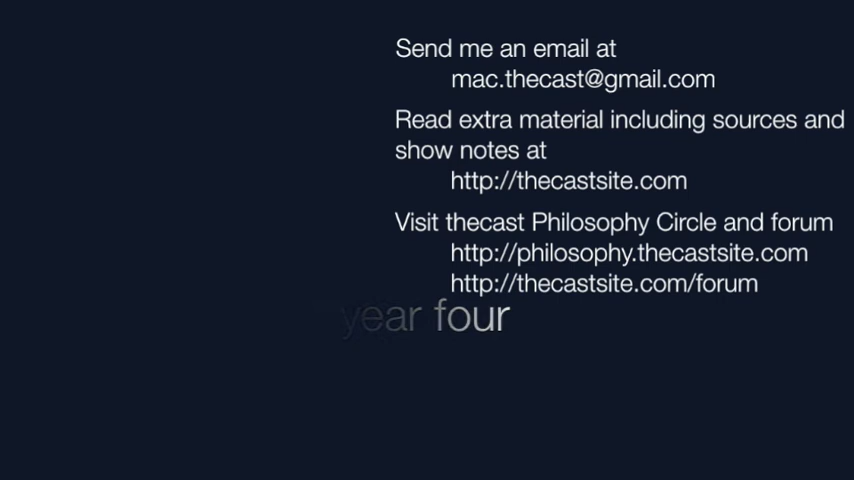 Send me an email at
mac.thecast@gmail.com
Read extra material including sources and
show notes at
http://thecastsite.com
Visit thecast Philosophy Circle and forum
http://philosophy.thecastsite.com
http://thecastsite.com/forum
year four